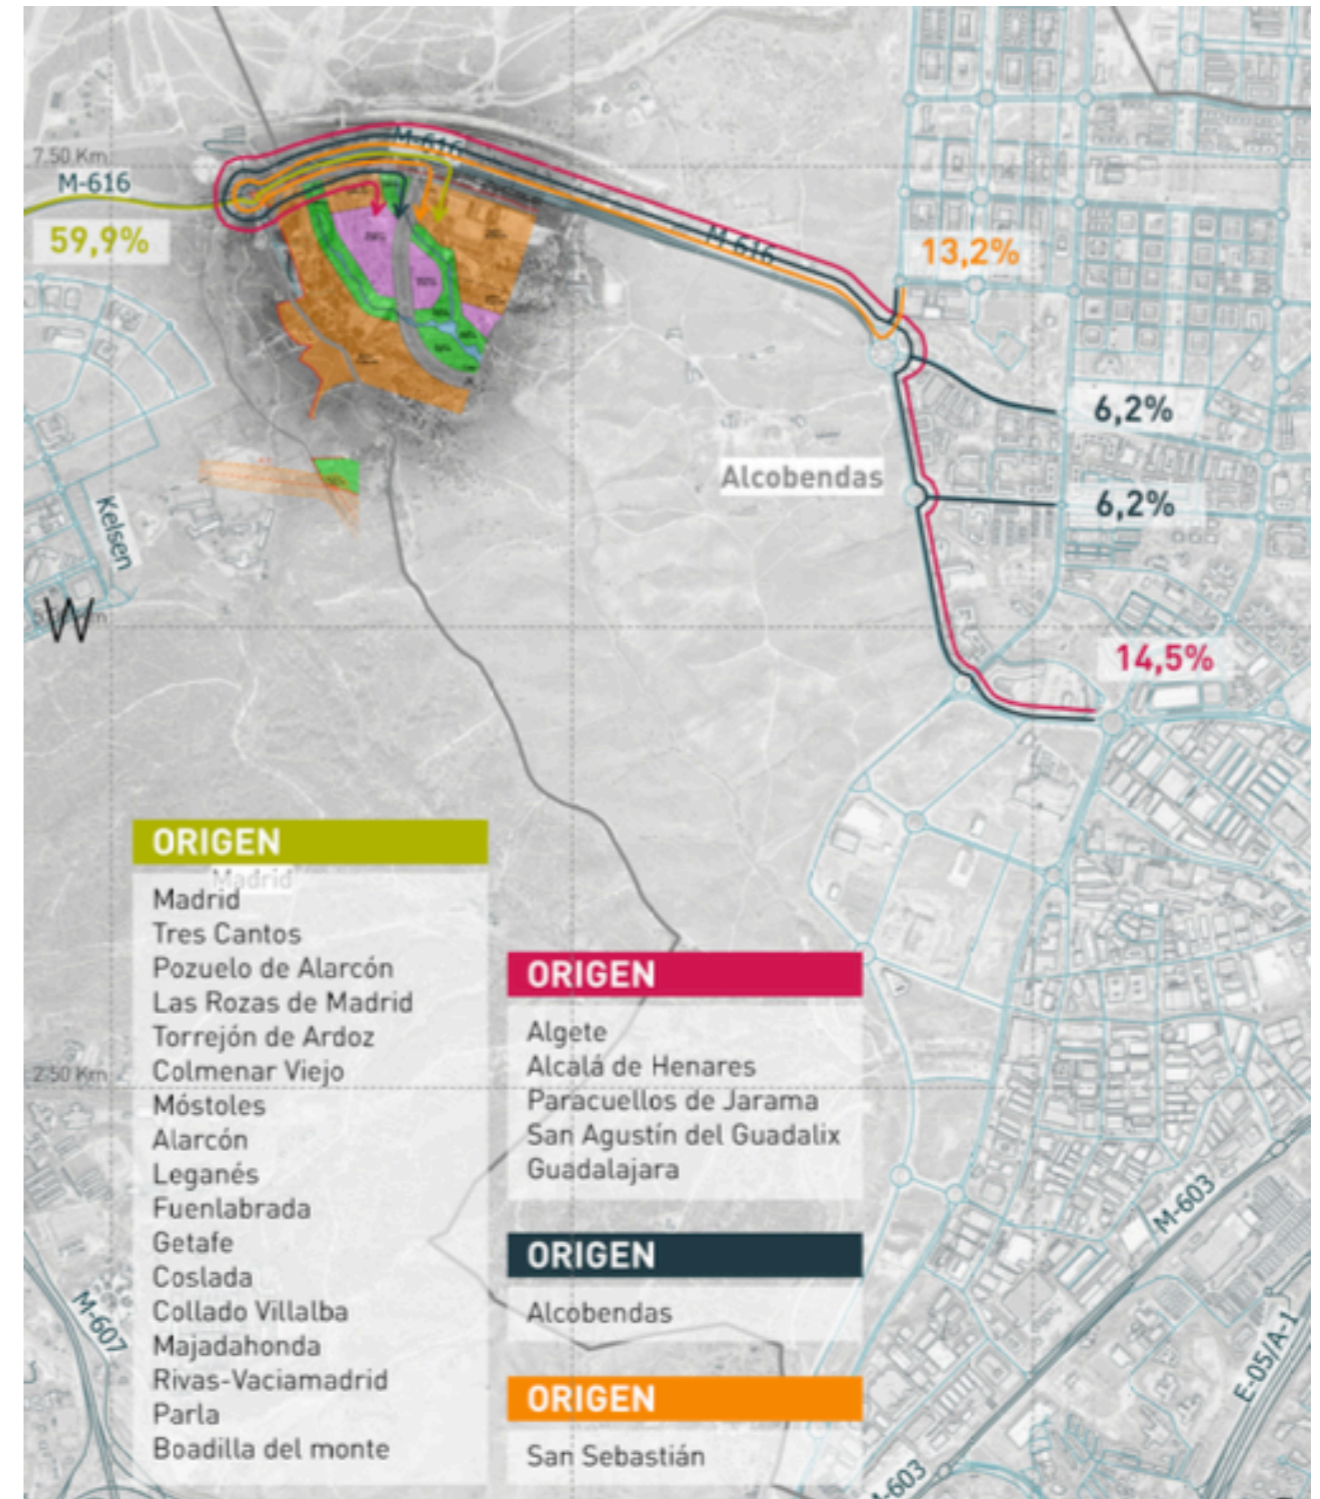 7.50 Km
M-616
59,9%
M-616
M-616
13,2%
6,2%
Alcobendas
6,2%
Kelsen
W
14,5%
ORIGEN
Madrid
Madrid
Tres Cantos
Pozuelo de Alarcón
Las Rozas de Madrid
Torrejón de Ardoz
Colmenar Viejo
Móstoles
Alarcón
Leganés
Fuenlabrada
Getafe
Coslada
Collado Villalba
Majadahonda
Rivas-Vaciamadrid
Parla
Boadilla del monte
2.50 Km
ORIGEN
Algete
Alcalá de Henares
Paracuellos de Jarama
San Agustín del Guadalix
Guadalajara
ORIGEN
Alcobendas
ORIGEN
San Sebastián
M-607
M-603
E-05/A-1
-603